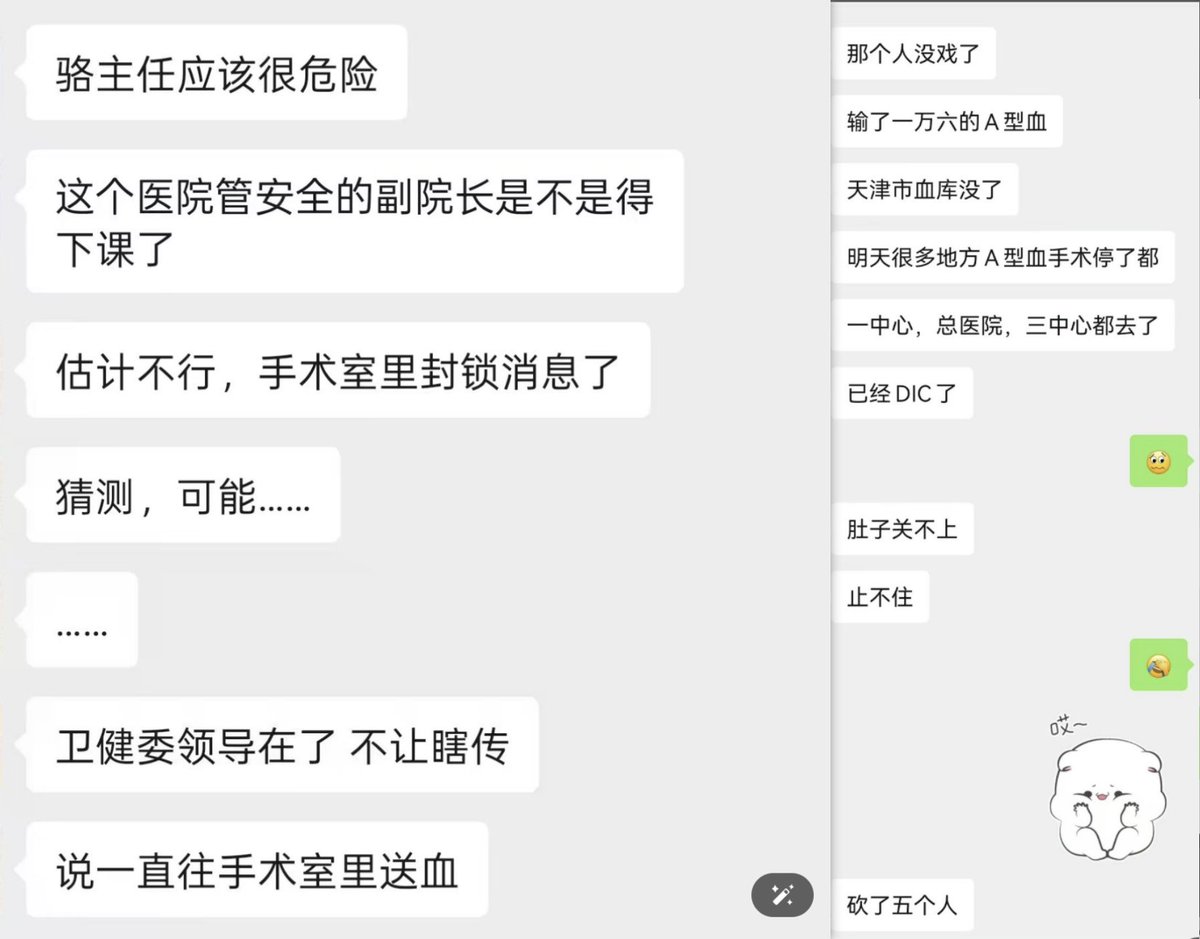 骆主任应该很危险
这个医院管安全的副院长是不是得
下课了
估计不行，手术室里封锁消息了
猜测，可能……
……
卫健委领导在了 不让瞎传
说一直往手术室里送血
那个人没戏了
输了一万六的A型血
天津市血库没了
明天很多地方A型血手术停了都
一中心，总医院，三中心都去了
已经DIC了
肚子关不上
止不住
哎~
砍了五个人